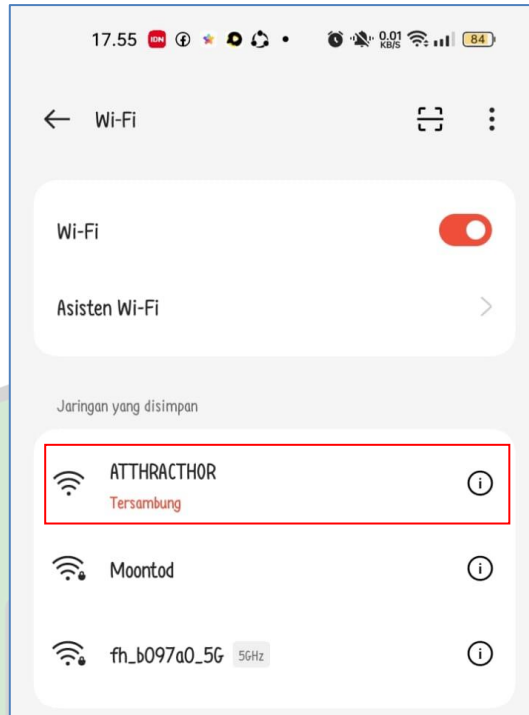 17.55 IDN 0.01 KB/S 84
Wi-Fi
Wi-Fi
Asisten Wi-Fi
Jaringan yang disimpan
ATTHRACTHOR
Tersambung
Moontod
fh_b097a0_5G 5GHz